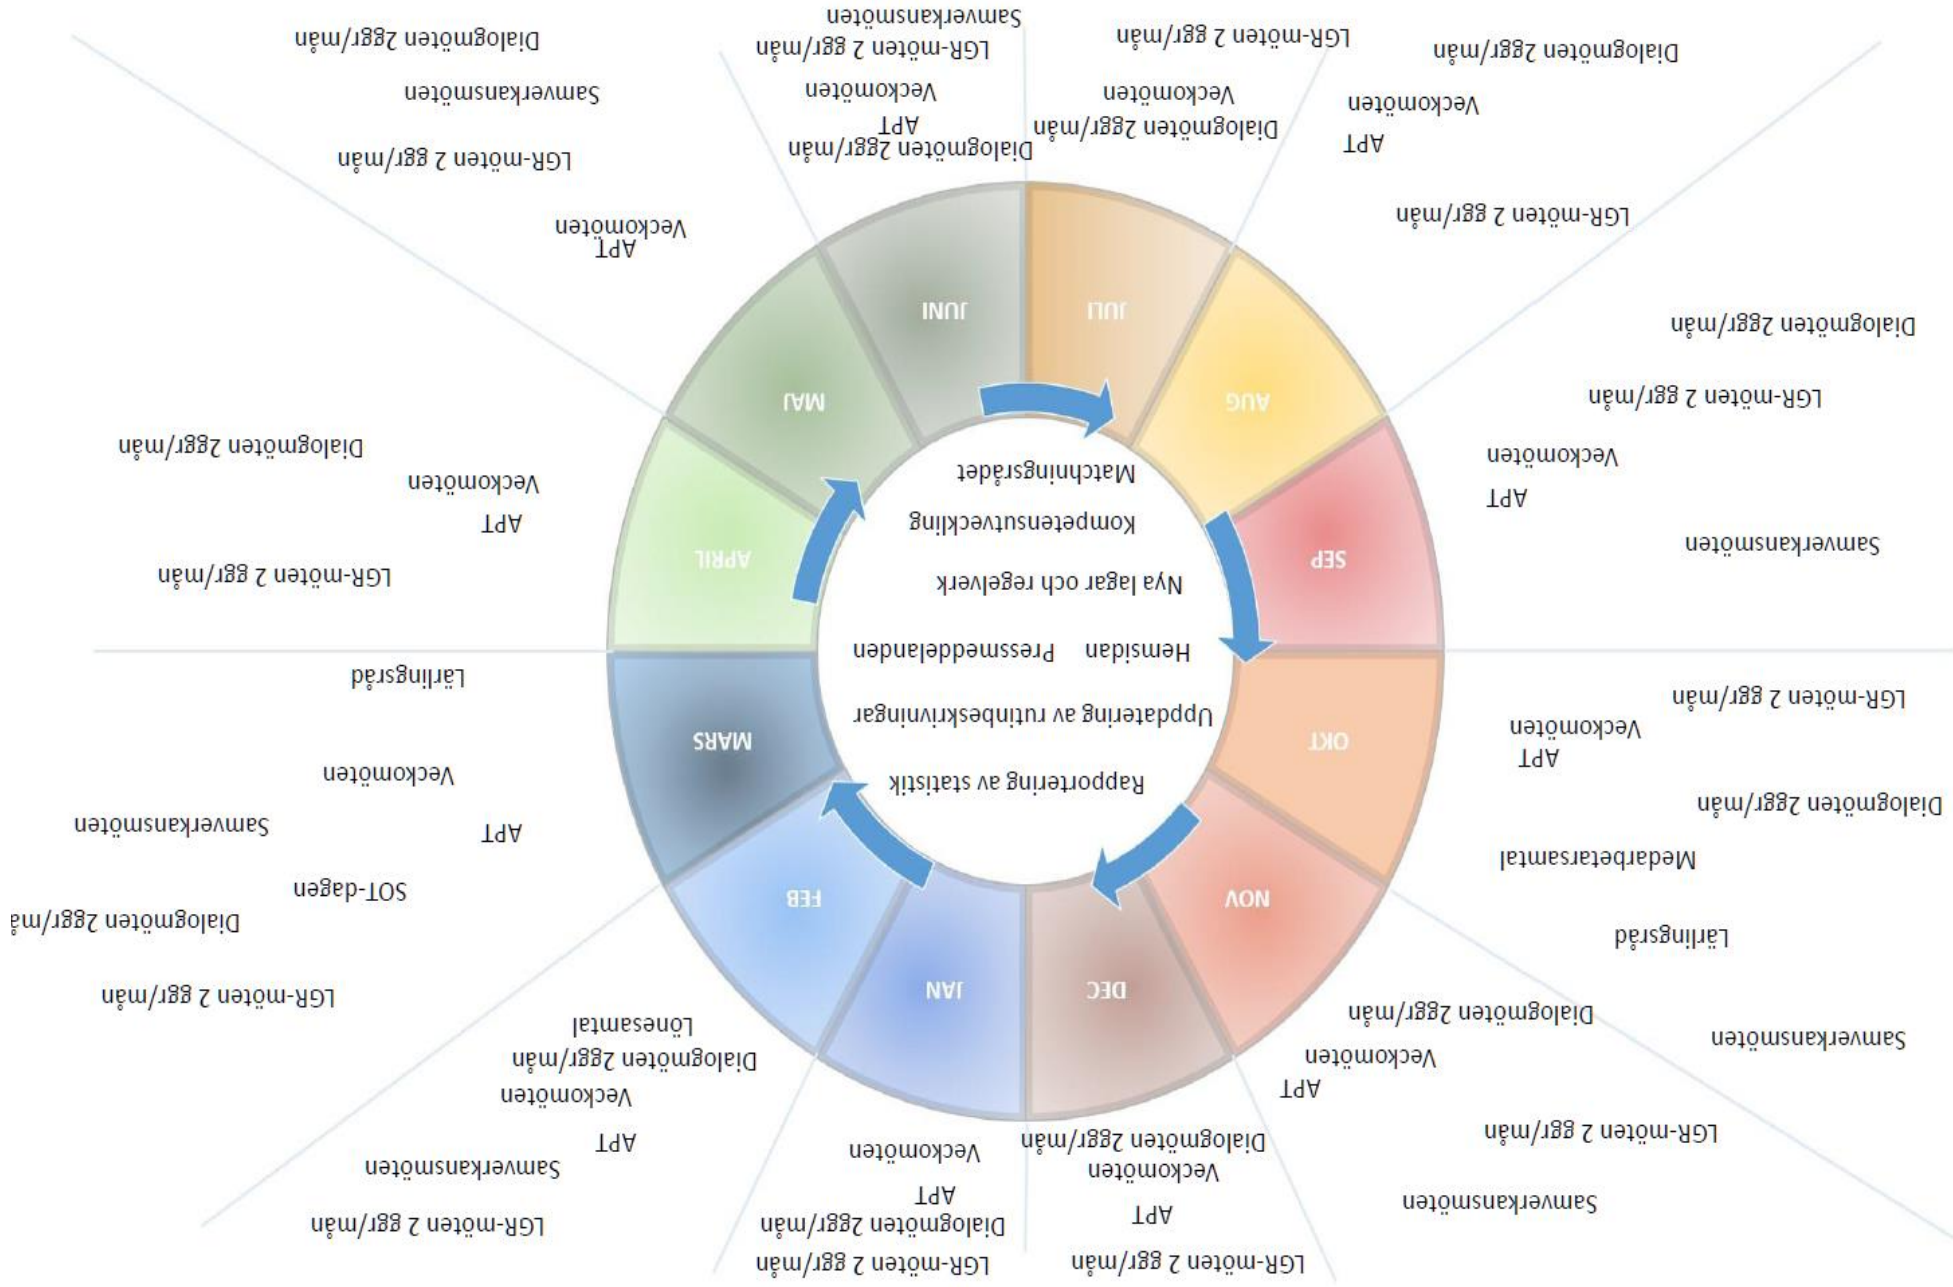 LGR-möten 2 ggr/mån
Dialogmöten 2ggr/mån
APT
Veckomöten
JAN
LGR-möten 2 ggr/mån
Samverkansmöten
APT
Veckomöten
Dialogmöten 2ggr/mån
Lönesamtal
FEB
LGR-möten 2 ggr/mån
Dialogmöten 2ggr/må
SOT-dagen
APT
Samverkansmöten
Veckomöten
Lärlingsråd
MARS
LGR-möten 2 ggr/mån
APT
Veckomöten
Dialogmöten 2ggr/mån
APRIL
APT
Veckomöten
LGR-möten 2 ggr/mån
Samverkansmöten
Dialogmöten 2ggr/mån
MAJ
JUNI
Dialogmöten 2ggr/mån
APT
Veckomöten
LGR-möten 2 ggr/mån
Samverkansmöten
JULI
Dialogmöten 2ggr/mån
Veckomöten
LGR-möten 2 ggr/mån
AUG
LGR-möten 2 ggr/mån
APT
Veckomöten
Dialogmöten 2ggr/mån
SEP
Samverkansmöten
APT
Veckomöten
LGR-möten 2 ggr/mån
Dialogmöten 2ggr/mån
OKT
Samverkansmöten
Lärlingsråd
Medarbetarsamtal
Dialogmöten 2ggr/mån
APT
Veckomöten
LGR-möten 2 ggr/mån
NOV
Samverkansmöten
LGR-möten 2 ggr/mån
APT
Veckomöten
Dialogmöten 2ggr/mån
DEC
LGR-möten 2 ggr/mån
APT
Veckomöten
Dialogmöten 2ggr/mån
Rapportering av statistik
Uppdatering av rutinbeskrivningar
Hemsidan Pressmeddelanden
Nya lagar och regelverk
Kompetensutveckling
Matchningsrådet